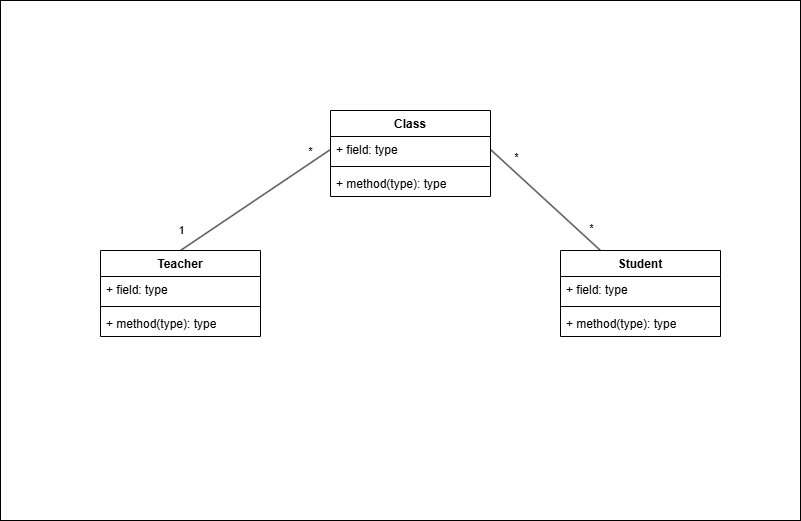 Class
+ field: type
+ method(type): type
*
*
1
*
Teacher
+ field: type
+ method(type): type
Student
+ field: type
+ method(type): type